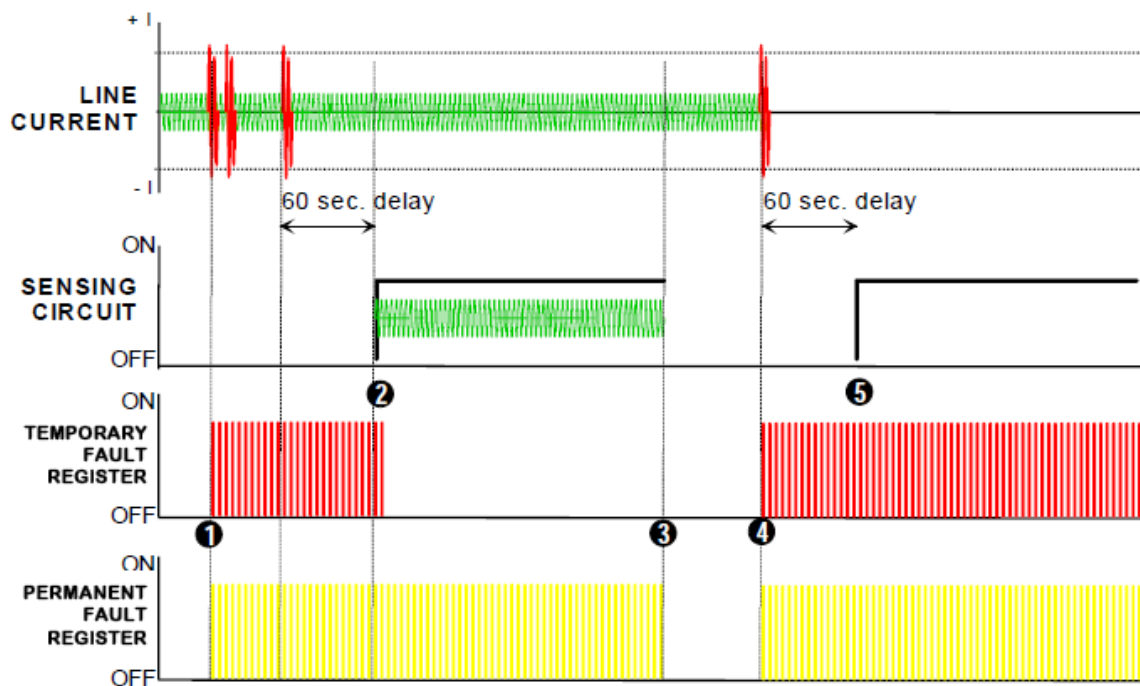 + I
LINE
CURRENT
- I
60 sec. delay
60 sec. delay
ON
SENSING
CIRCUIT
OFF
2
5
ON
TEMPORARY
FAULT
REGISTER
OFF
1
3
4
ON
PERMANENT
FAULT
REGISTER
OFF